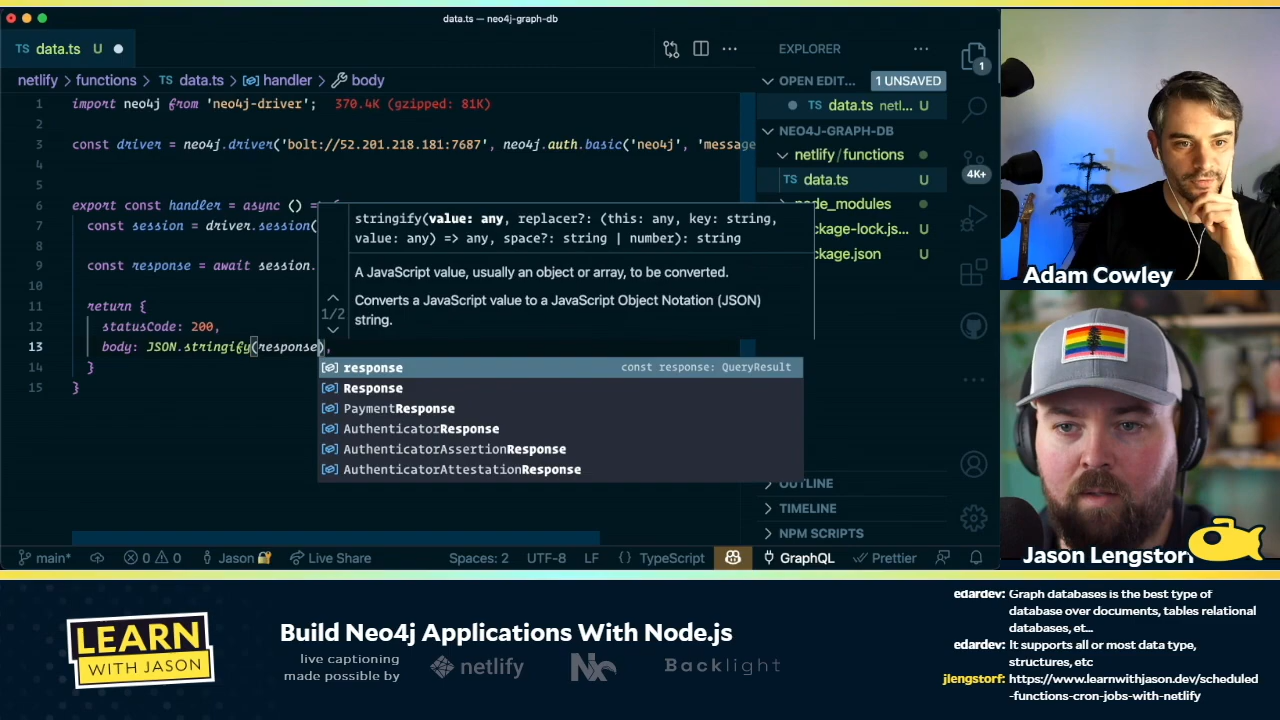 data.ts — neo4j-graph-db
TS data.ts U
EXPLORER
netlify > functions > TS data.ts > handler > body
OPEN EDIT... 1 UNSAVED
1 import neo4j from 'neo4j-driver'; 370.4K (gzipped: 81K)
data.ts netl... U
2
NEO4J-GRAPH-DB
3 const driver = neo4j.driver('bolt://52.201.218.181:7687', neo4j.auth.basic('neo4j', 'message
netlify/functions
4
TS data.ts U
4K+
5
node_modules
6 export const handler = async () =
7 const session = driver.session(
ckage-lock.js... U
8
ckage.json U
9 const response = await session.
10
11 return {
12 statusCode: 200,
13 body: JSON.stringify(response),
14 }
15 }
stringify(value: any, replacer?: (this: any, key: string,
value: any) => any, space?: string | number): string
A JavaScript value, usually an object or array, to be converted.
1/2
Converts a JavaScript value to a JavaScript Object Notation (JSON)
string.
response const response: QueryResult
Response
PaymentResponse
AuthenticatorResponse
AuthenticatorAssertionResponse
AuthenticatorAttestationResponse
OUTLINE
TIMELINE
NPM SCRIPTS
1
main* 0 0 Jason Live Share Spaces: 2 UTF-8 LF {} TypeScript GraphQL Prettier
Adam Cowley
Jason Lengstorf
LEARN
WITH JASON
Build Neo4j Applications With Node.js
live captioning
made possible by
netlify
Nx
Backlight
edardev: Graph databases is the best type of
database over documents, tables relational
databases, et...
edardev: It supports all or most data type,
structures, etc
jlengstorf: https://www.learnwithjason.dev/scheduled
-functions-cron-jobs-with-netlify